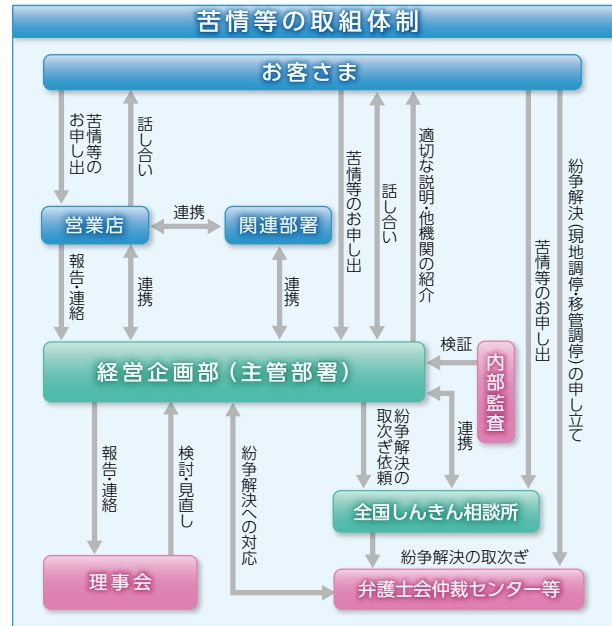 苦情等の取組体制
お客さま
苦情等の
お申し出
話し合い
苦情等のお申し出
話し合い
適切な説明・他機関の紹介
苦情等のお申し出
紛争解決(現地調停・移管調停)の申し立て
営業店
連携
関連部署
報告・連絡
連携
連携
経営企画部(主管部署)
検証
内部監査
報告・連絡
検討・見直し
紛争解決への対応
紛争解決の
取次ぎ依頼
連携
全国しんきん相談所
紛争解決の取次ぎ
理事会
弁護士会仲裁センター等